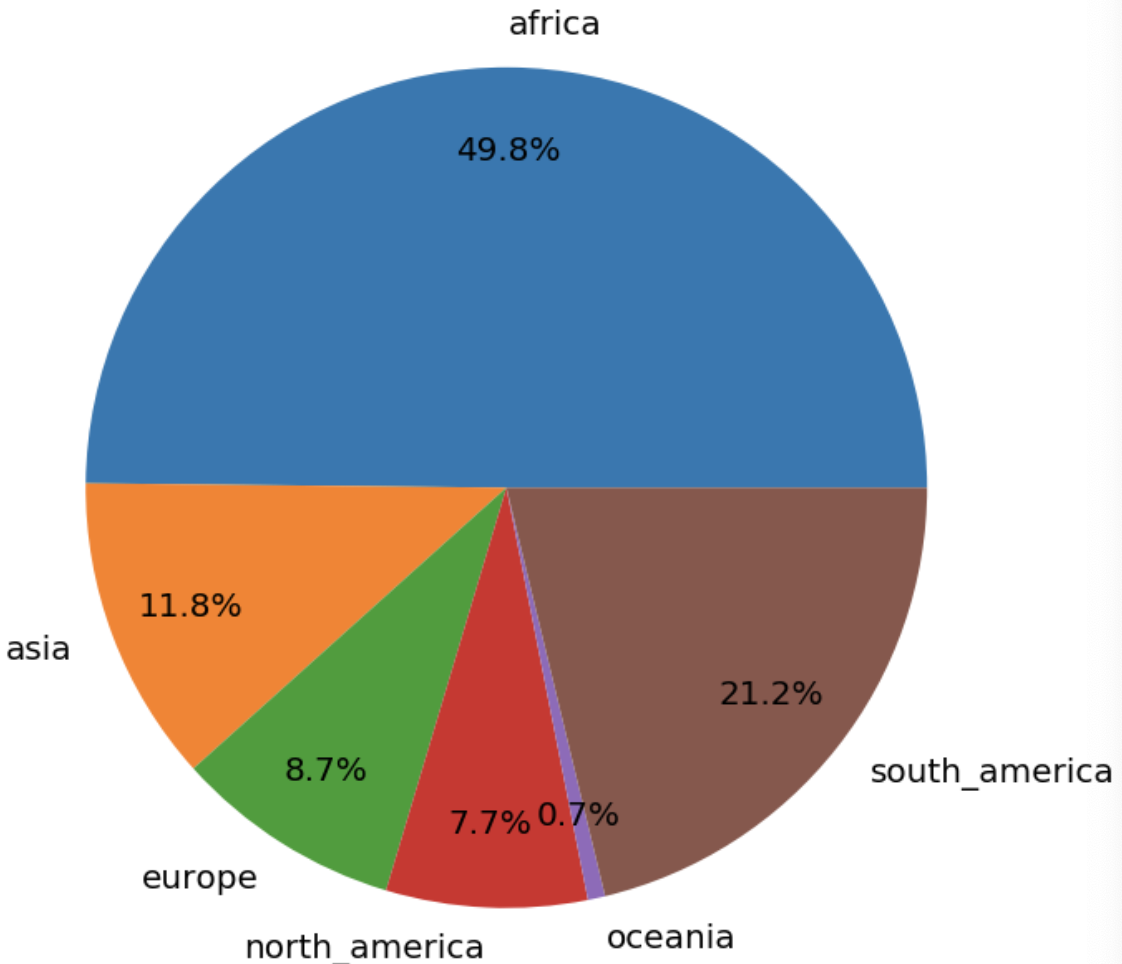 africa
49.8%
11.8%
asia
21.2%
8.7%
south_america
7.7%
0.7%
europe
oceania
north_america